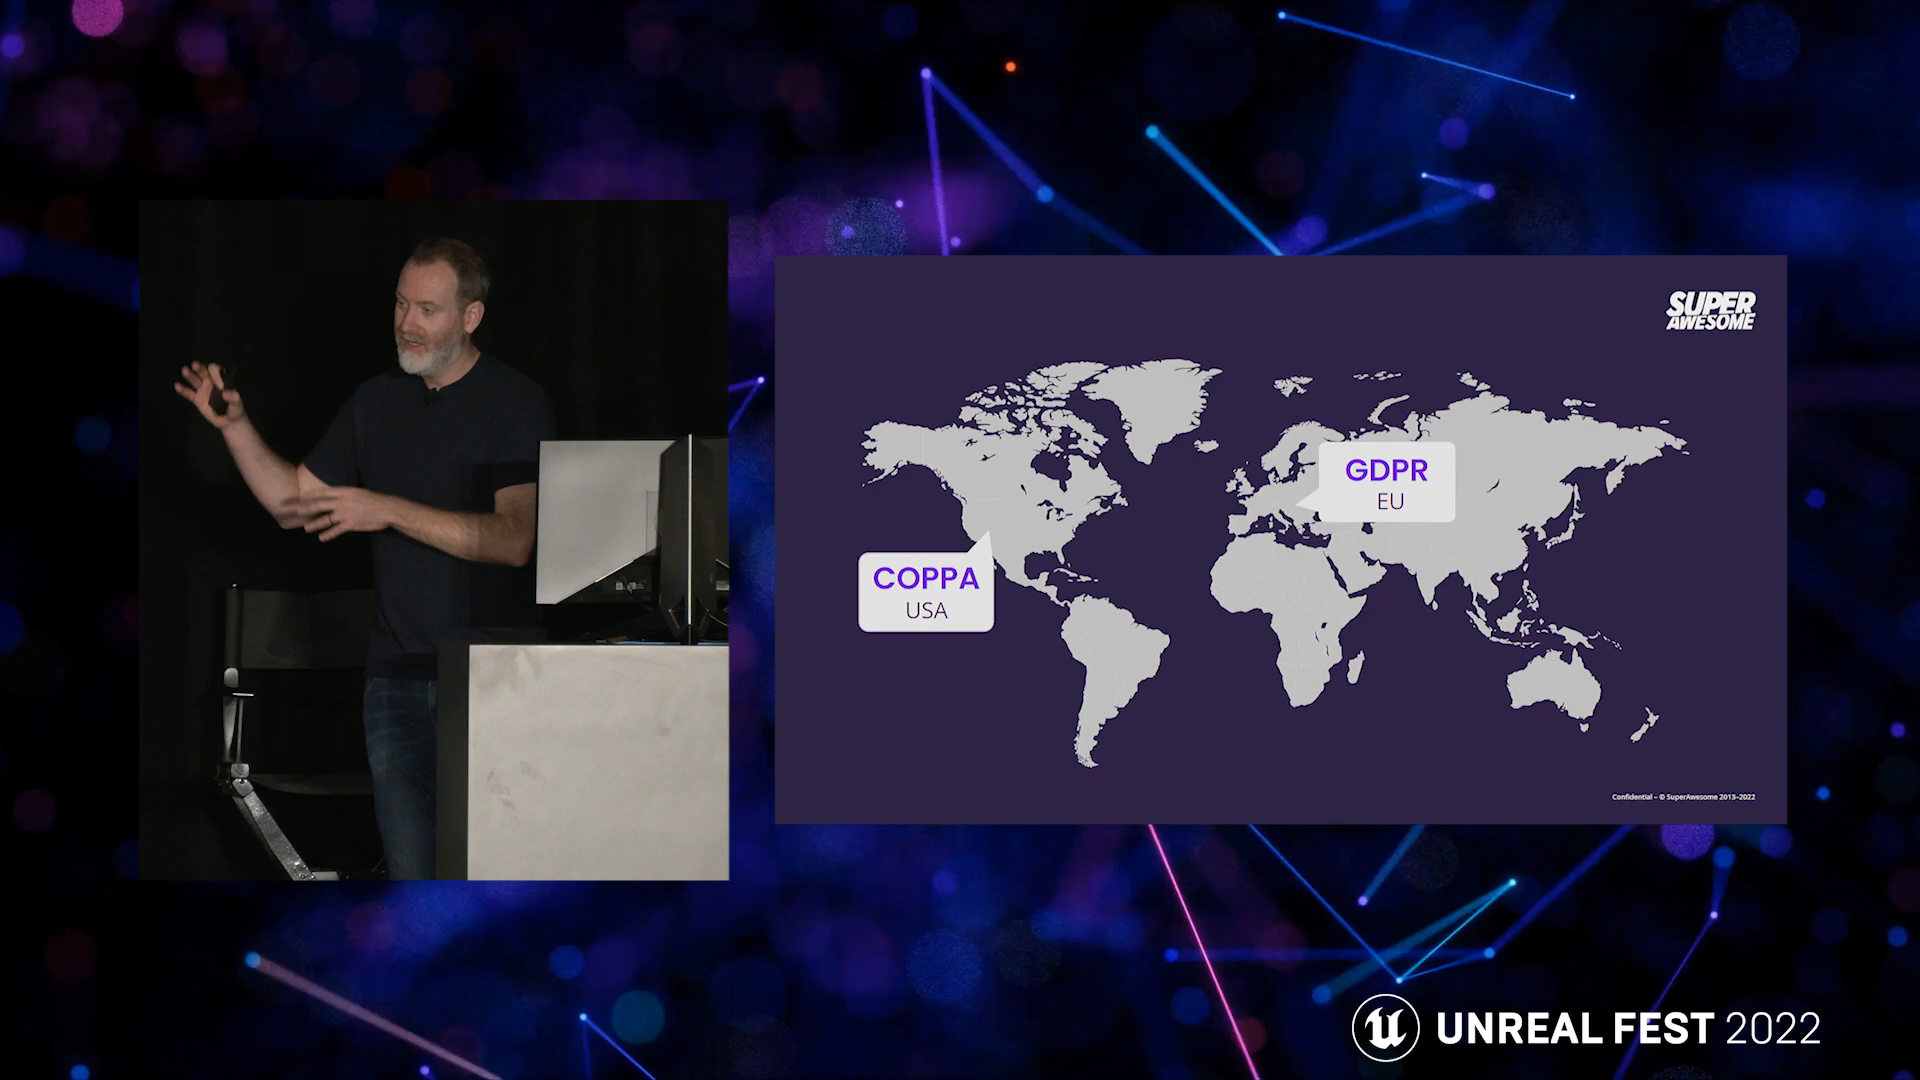 SUPER
AWESOME
GDPR
EU
COPPA
USA
Confidential – © SuperAwesome 2013-2022
UNREAL FEST 2022